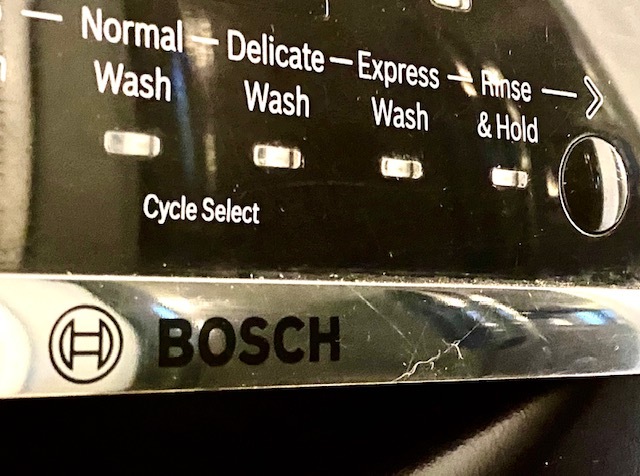 Normal — Delicate — Express — Rinse
Wash Wash Wash & Hold
Cycle Select
BOSCH